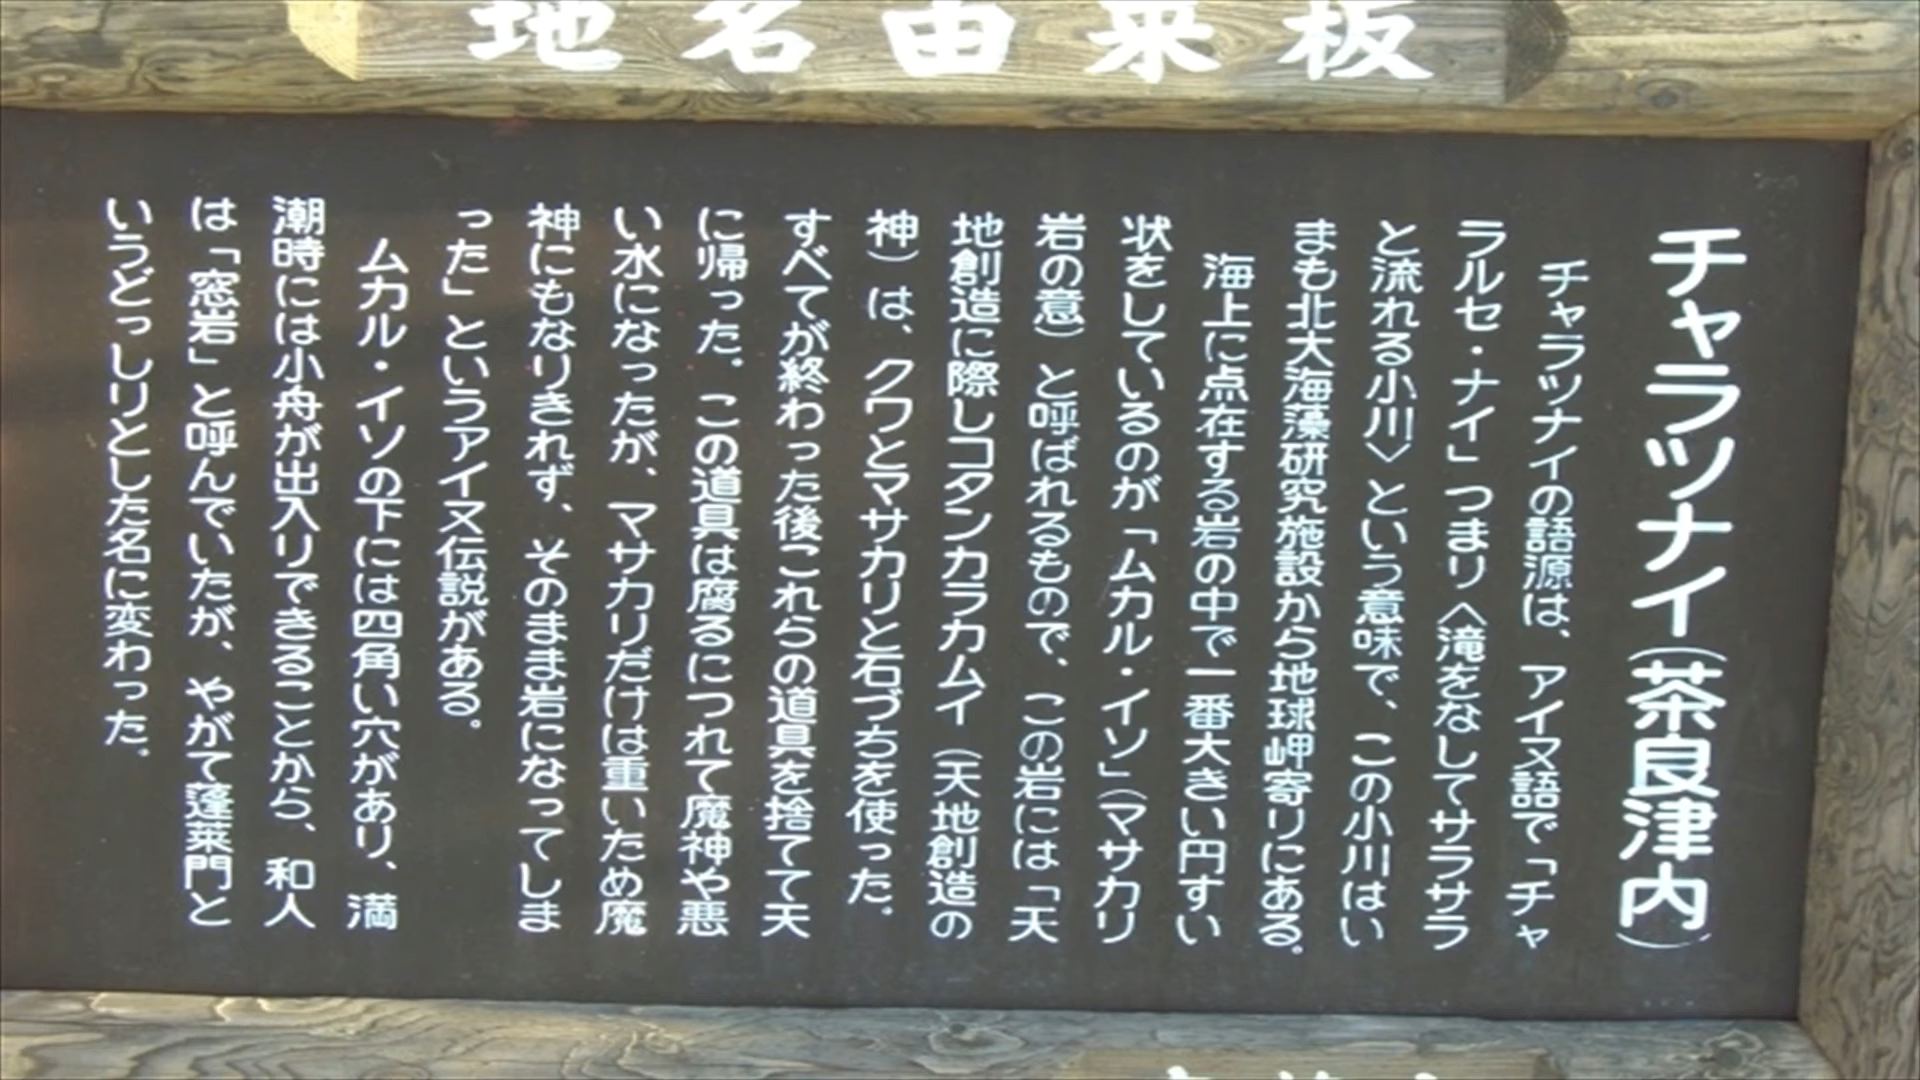 地名由来板
チャラツナイ(茶良津内)
チャラツナイの語源は、アイヌ語で「チャ
ラルセ・ナイ」つまり〈滝をなしてサラサラ
と流れる小川〉という意味で、この小川はい
まも北大海藻研究施設から地球岬寄りにある。
海上に点在する岩の中で一番大きい円すい
状をしているのが「ムカル・イソ」(マサカリ
岩の意)と呼ばれるもので、この岩には「天
地創造に際しコタンカラカムイ(天地創造の
神)は、クワとマサカリと石づちを使った。
すべてが終わった後これらの道具を捨てて天
に帰った。この道具は腐るにつれて魔神や悪
い水になったが、マサカリだけは重いため魔
神にもなりきれず、そのまま岩になってしま
った」というアイヌ伝説がある。
ムカル・イソの下には四角い穴があり、満
潮時には小舟が出入りできることから、和人
は「窓岩」と呼んでいたが、やがて蓬莱門と
いうどっしりとした名に変わった。